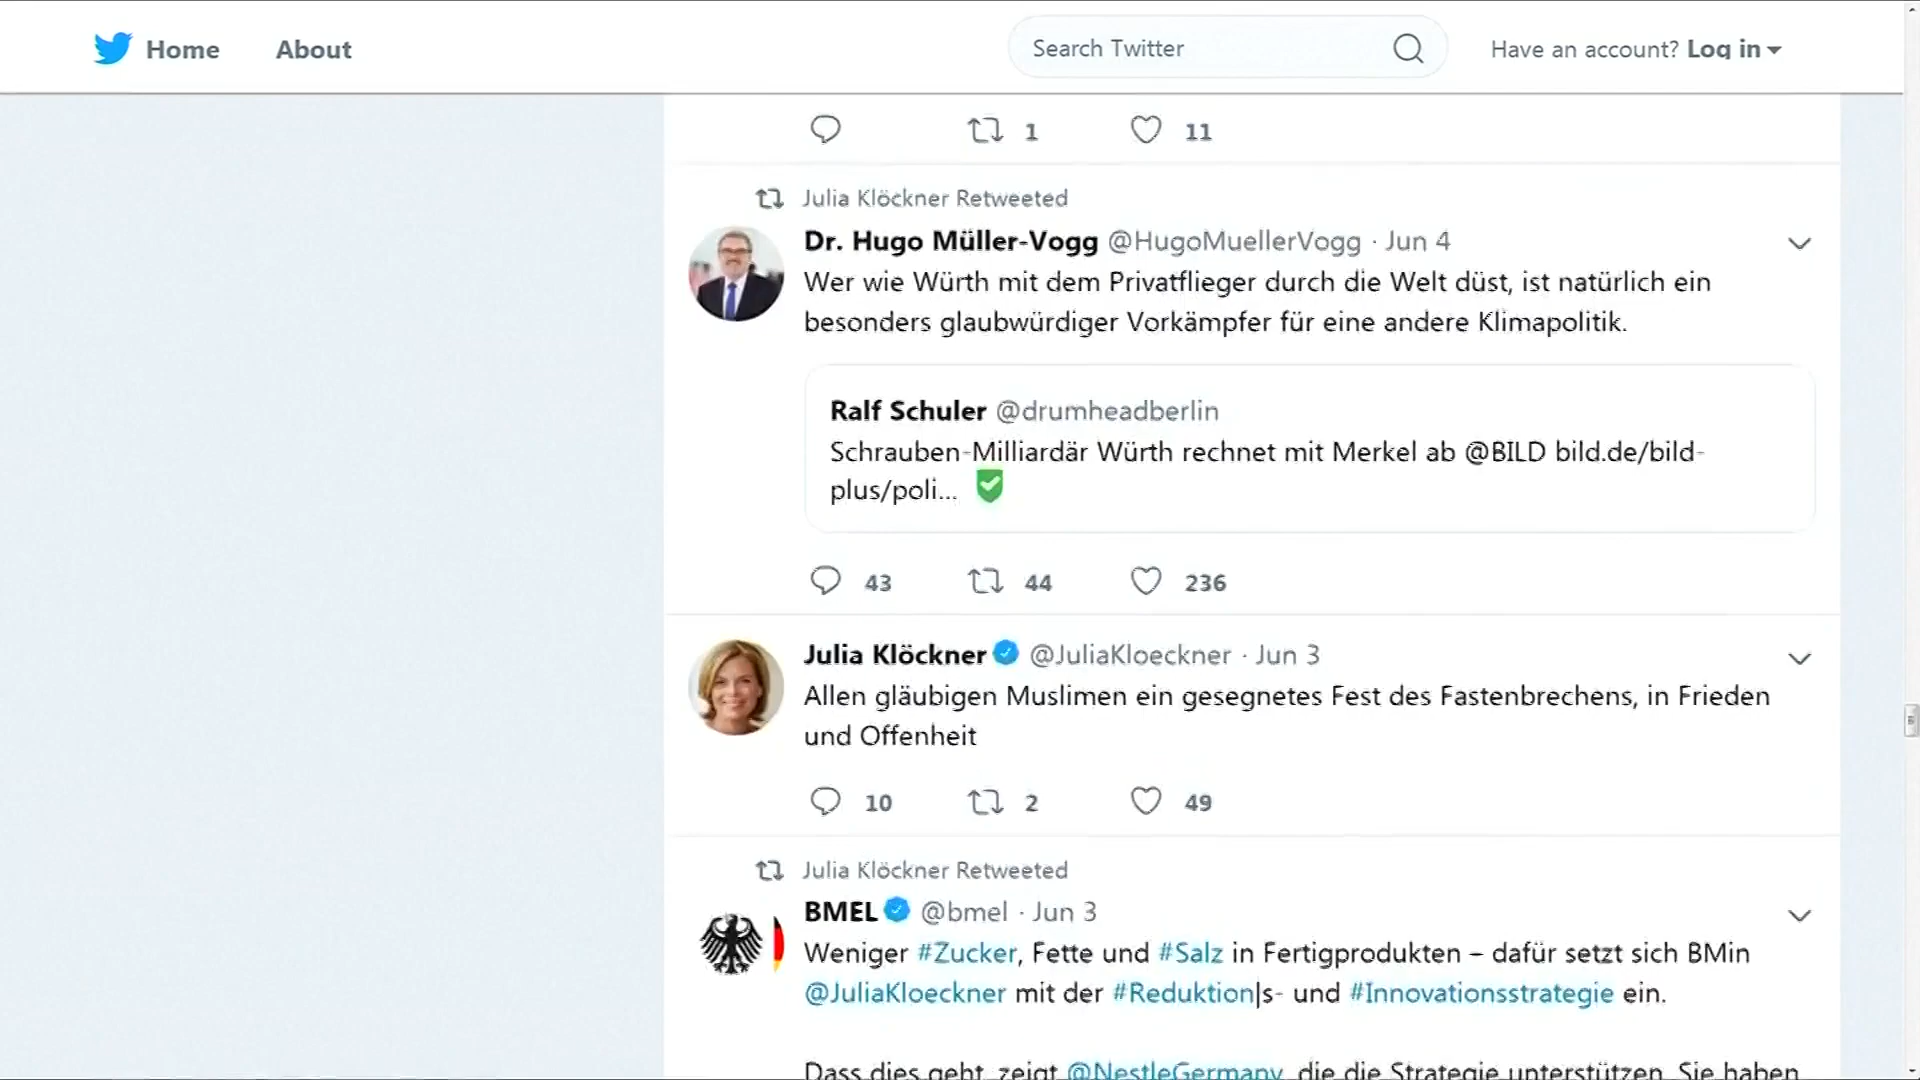 Home About Search Twitter Have an account? Log in
1 11
Julia Klöckner Retweeted
Dr. Hugo Müller-Vogg @HugoMuellerVogg · Jun 4
Wer wie Würth mit dem Privatflieger durch die Welt düst, ist natürlich ein
besonders glaubwürdiger Vorkämpfer für eine andere Klimapolitik.
Ralf Schuler @drumheadberlin
Schrauben-Milliardär Würth rechnet mit Merkel ab @BILD bild.de/bild-
plus/poli...
43 44 236
Julia Klöckner @JuliaKloeckner · Jun 3
Allen gläubigen Muslimen ein gesegnetes Fest des Fastenbrechens, in Frieden
und Offenheit
10 2 49
Julia Klöckner Retweeted
BMEL @bmel · Jun 3
Weniger #Zucker, Fette und #Salz in Fertigprodukten – dafür setzt sich BMin
@JuliaKloeckner mit der #Reduktion|s- und #Innovationsstrategie ein.
Dass dies geht, zeigt @NestleGermany, die die Strategie unterstützen. Sie haben